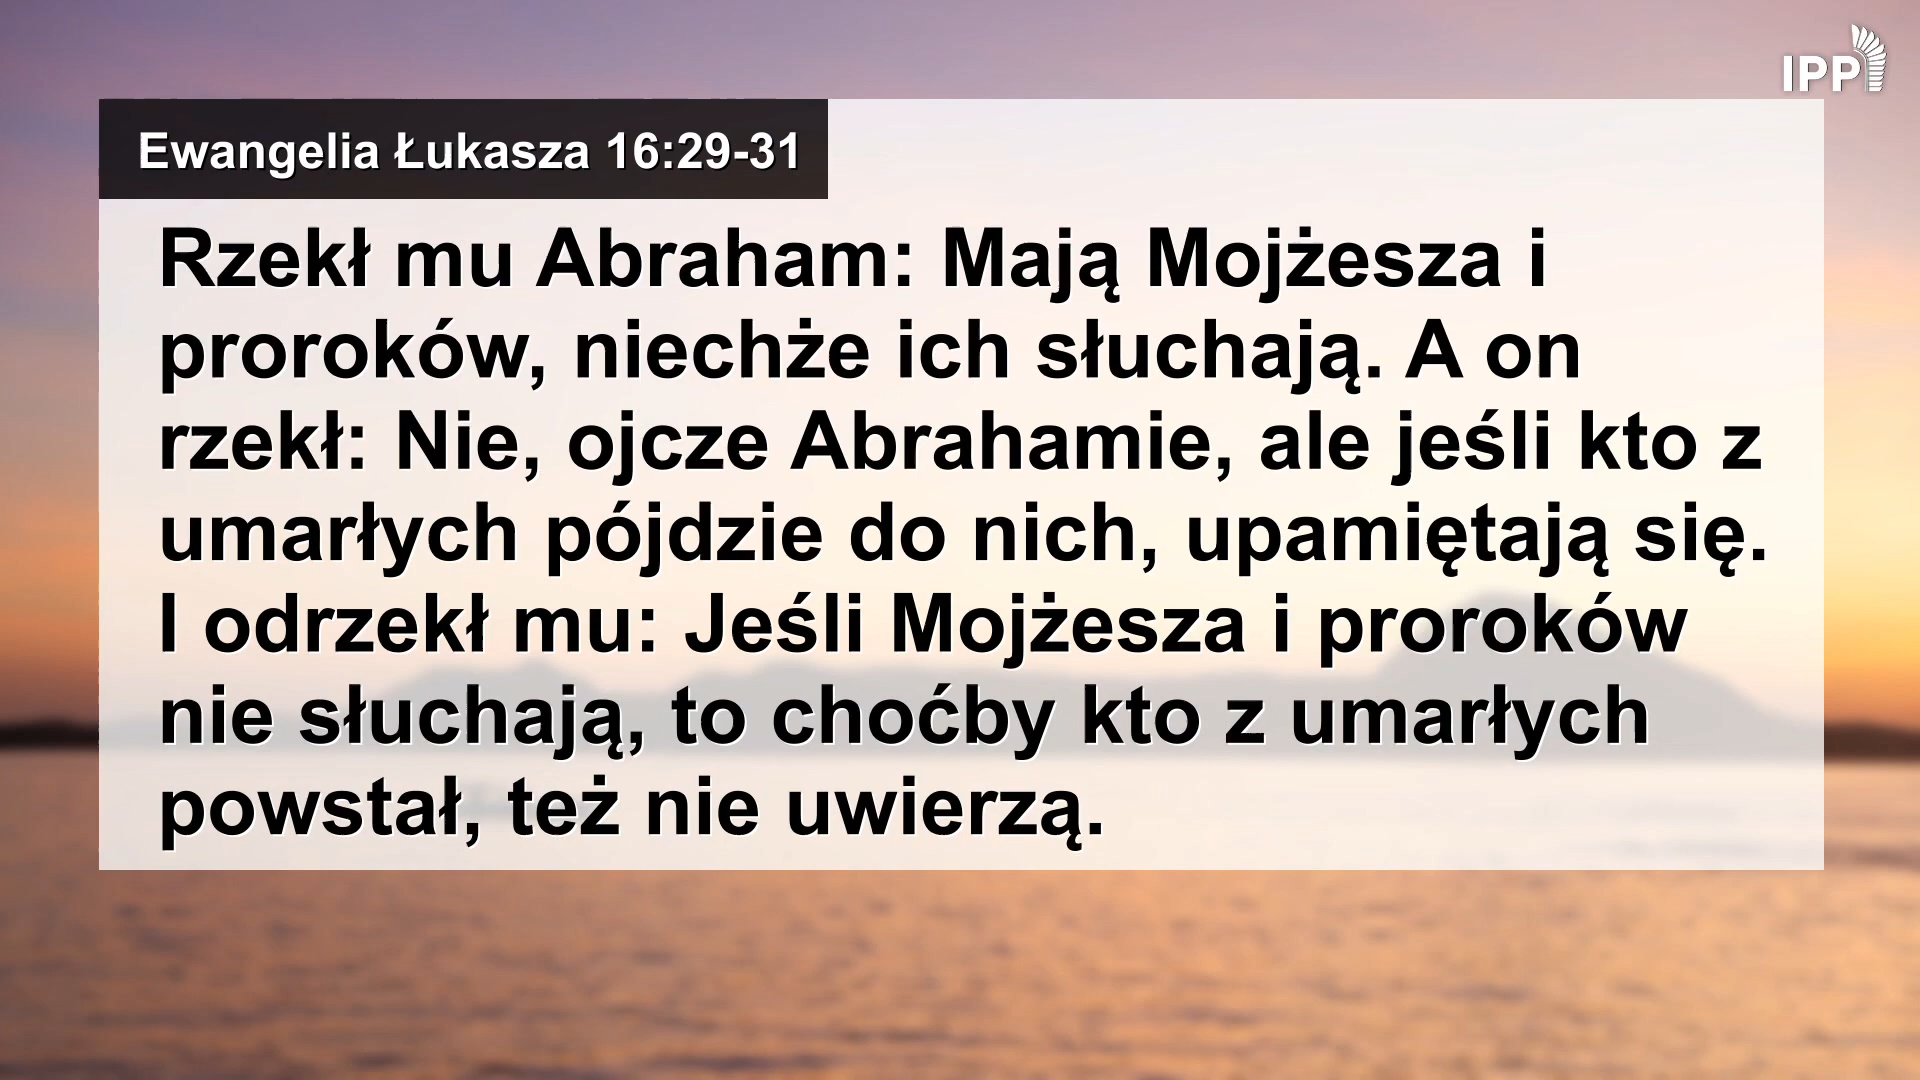 IPP
Ewangelia Łukasza 16:29-31
Rzekł mu Abraham: Mają Mojżesza i
proroków, niechże ich słuchają. A on
rzekł: Nie, ojcze Abrahamie, ale jeśli kto z
umarłych pójdzie do nich, upamiętają się.
I odrzekł mu: Jeśli Mojżesza i proroków
nie słuchają, to choćby kto z umarłych
powstał, też nie uwierzą.